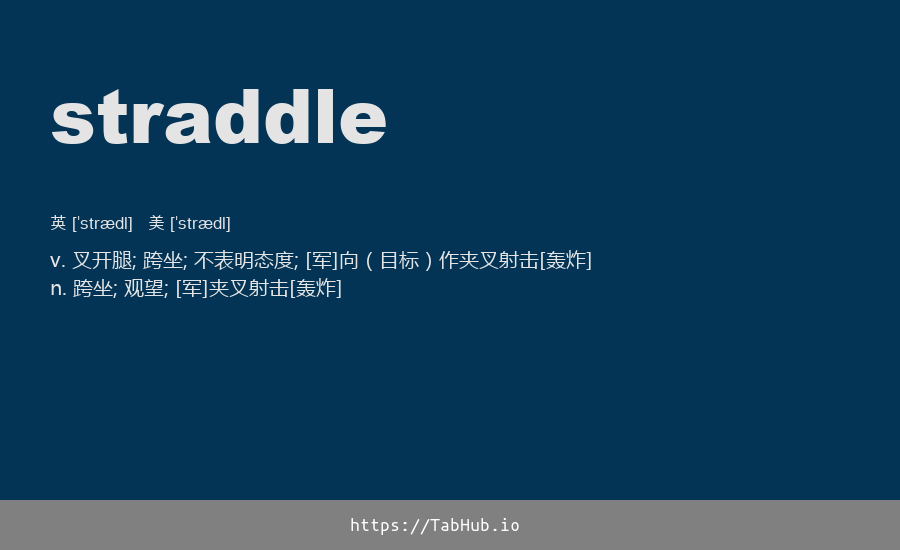 straddle
英 ['strædl] 美 ['strædl]
v. 叉开腿; 跨坐; 不表明态度; [军]向（目标）作夹叉射击[轰炸]
n. 跨坐; 观望; [军]夹叉射击[轰炸]
https://TabHub.io